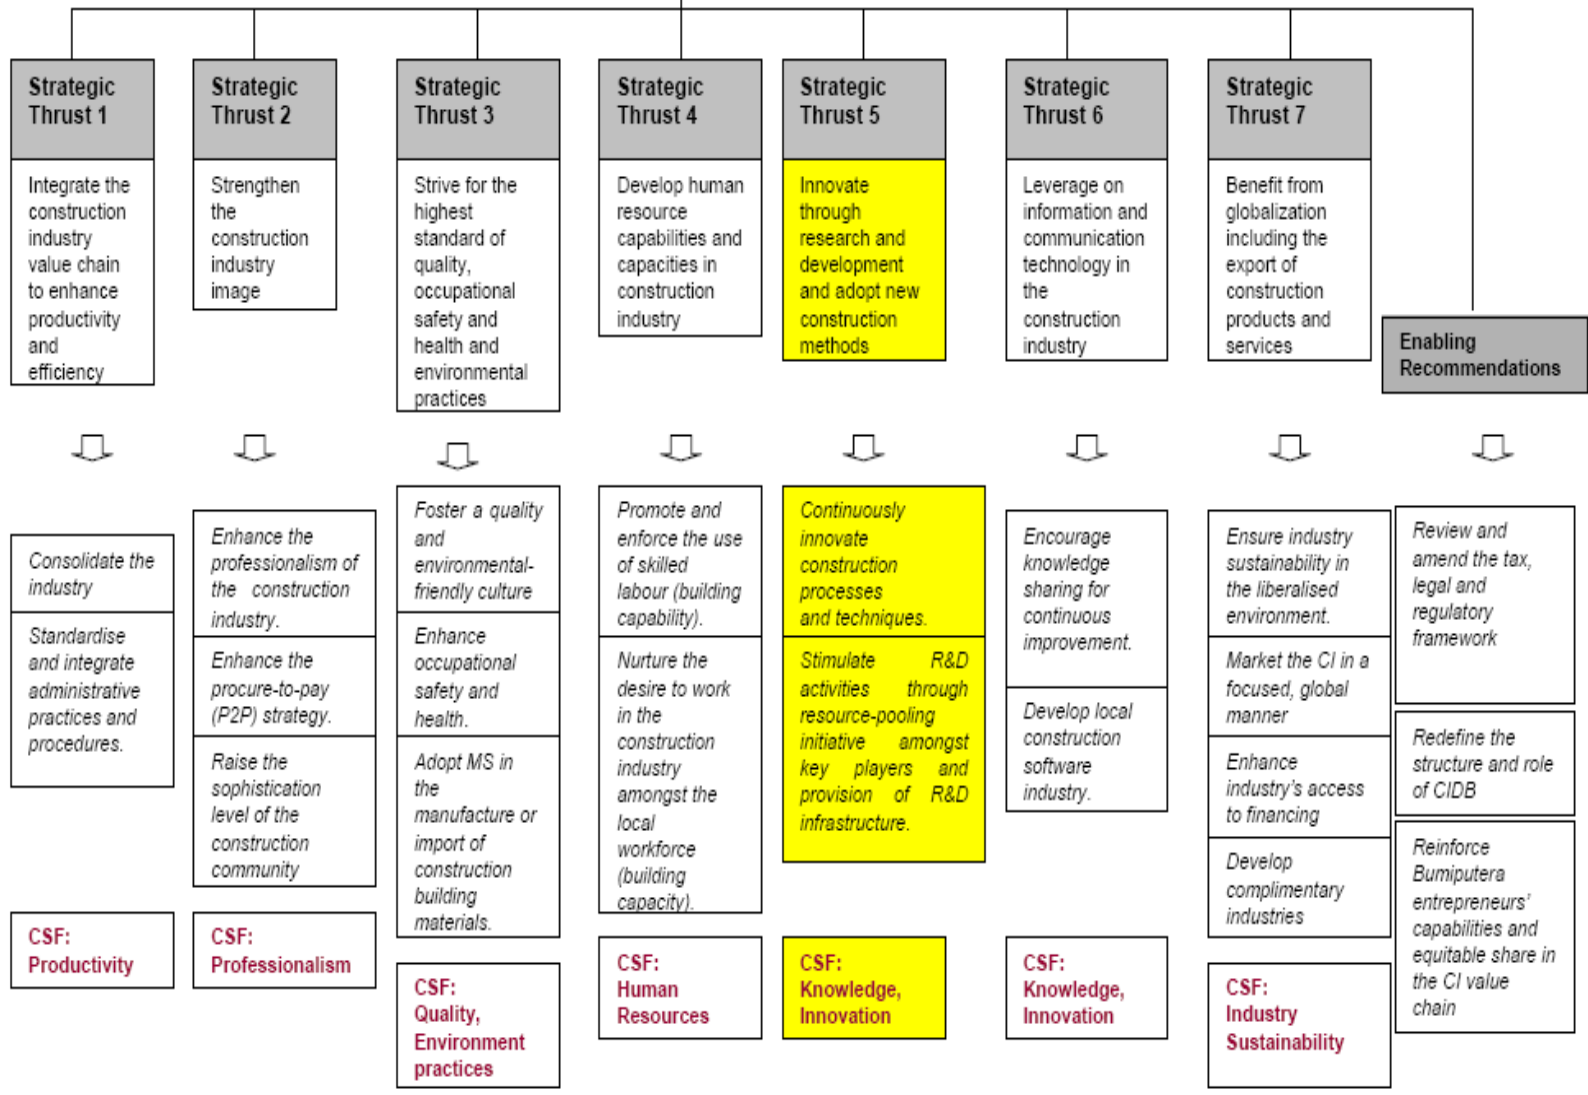 Strategic
Thrust 1
Integrate the
construction
industry
value chain
to enhance
productivity
and
efficiency
Consolidate the
industry
Standardise
and integrate
administrative
practices and
procedures.
CSF:
Productivity
Strategic
Thrust 2
Strengthen
the
construction
industry
image
Enhance the
professionalism of
the construction
industry.
Enhance the
procure-to-pay
(P2P) strategy.
Raise the
sophistication
level of the
construction
community
CSF:
Professionalism
Strategic
Thrust 3
Strive for the
highest
standard of
quality,
occupational
safety and
health and
environmental
practices
Foster a quality
and
environmental-
friendly culture
Enhance
occupational
safety and
health.
Adopt MS in
the
manufacture or
import of
construction
building
materials.
CSF:
Quality,
Environment
practices
Strategic
Thrust 4
Develop human
resource
capabilities and
capacities in
construction
industry
Promote and
enforce the use
of skilled
labour (building
capability).
Nurture the
desire to work
in the
construction
industry
amongst the
local
workforce
(building
capacity).
CSF:
Human
Resources
Strategic
Thrust 5
Innovate
through
research and
development
and adopt new
construction
methods
Continuously
innovate
construction
processes
and techniques.
Stimulate R&D
activities through
resource-pooling
initiative amongst
key players and
provision of R&D
infrastructure.
CSF:
Knowledge,
Innovation
Strategic
Thrust 6
Leverage on
information and
communication
technology in
the
construction
industry
Encourage
knowledge
sharing for
continuous
improvement.
Develop local
construction
software
industry.
CSF:
Knowledge,
Innovation
Strategic
Thrust 7
Benefit from
globalization
including the
export of
construction
products and
services
Ensure industry
sustainability in
the liberalised
environment.
Market the CI in a
focused, global
manner
Enhance
industry's access
to financing
Develop
complimentary
industries
CSF:
Industry
Sustainability
Enabling
Recommendations
Review and
amend the tax,
legal and
regulatory
framework
Redefine the
structure and role
of CIDB
Reinforce
Bumiputera
entrepreneurs'
capabilities and
equitable share in
the CI value
chain